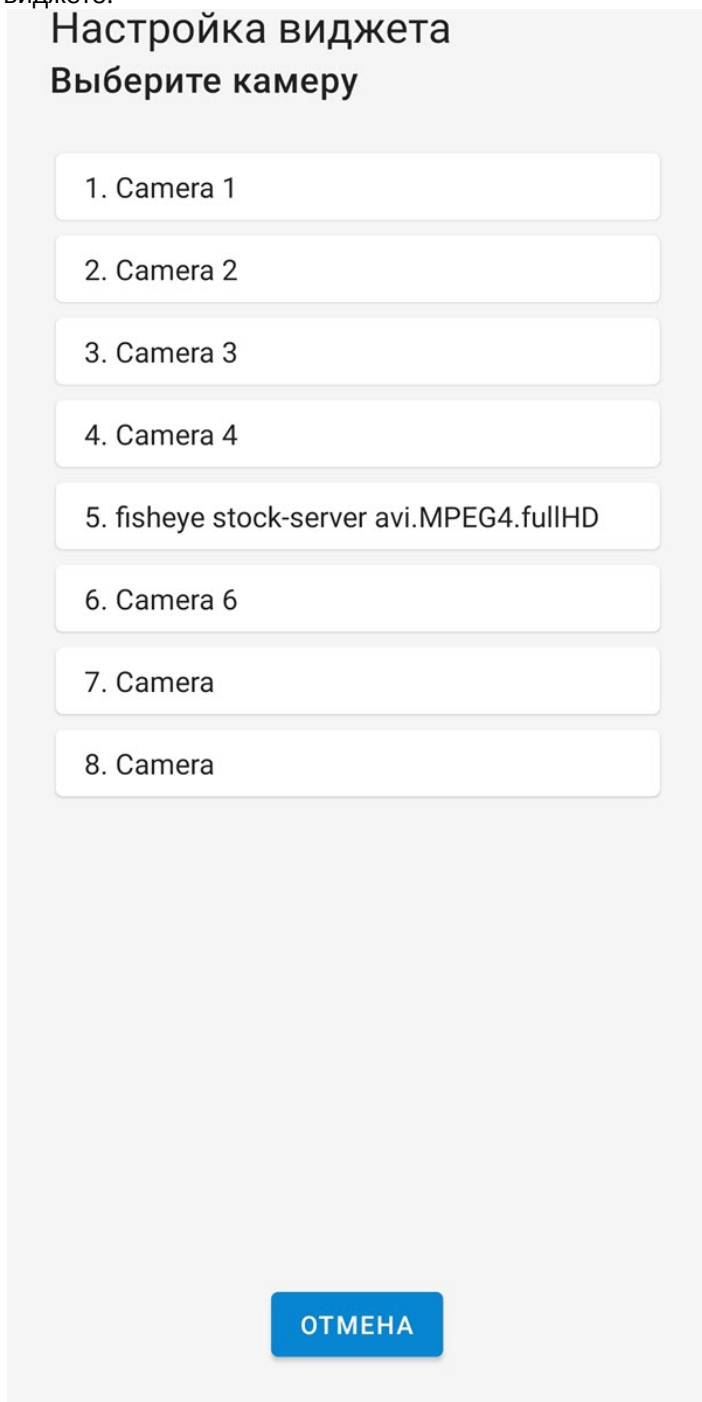 виджете.
Настройка виджета
Выберите камеру
1. Camera 1
2. Camera 2
3. Camera 3
4. Camera 4
5. fisheye stock-server avi.MPEG4.fullHD
6. Camera 6
7. Camera
8. Camera
ОТМЕНА